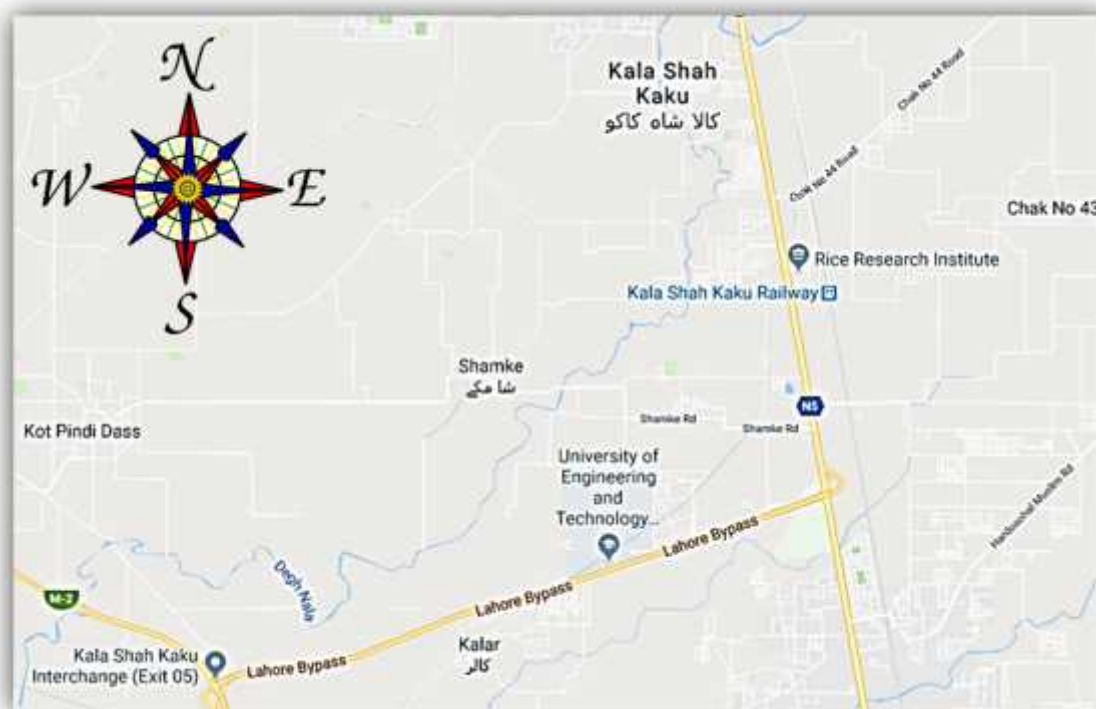 N
W
E
S
Kala Shah
Kaku
کالا شاہ کاکو
Chak No 44 Road
Chak No 44 Road
Chak No 43
Rice Research Institute
Kala Shah Kaku Railway
Shamke
شا مکے
Kot Pindi Dass
N5
Shamke Rd
Shamke Rd
University of
Engineering
and
Technology...
Lahore Bypass
Degh Nala
Lahore Bypass
M-2
Kalar
کالر
Kala Shah Kaku
Interchange (Exit 05)
Lahore Bypass